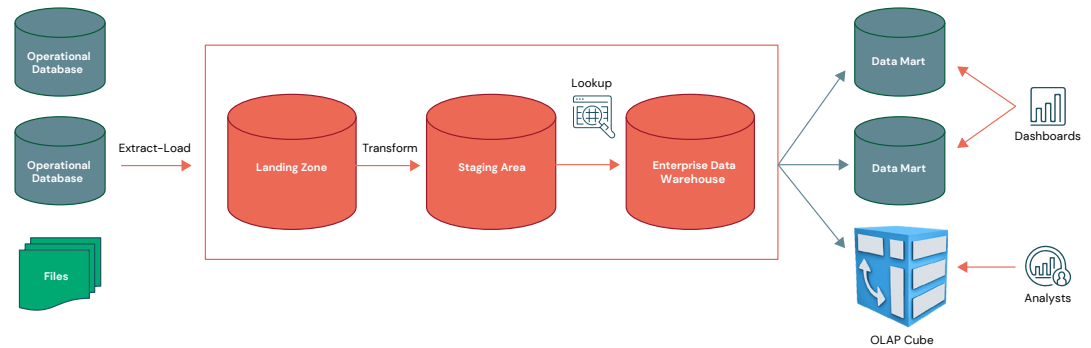 Operational
Database
Operational
Database
Files
Extract-Load
Landing Zone
Transform
Staging Area
Lookup
Enterprise Data
Warehouse
Data Mart
Data Mart
OLAP Cube
Dashboards
Analysts